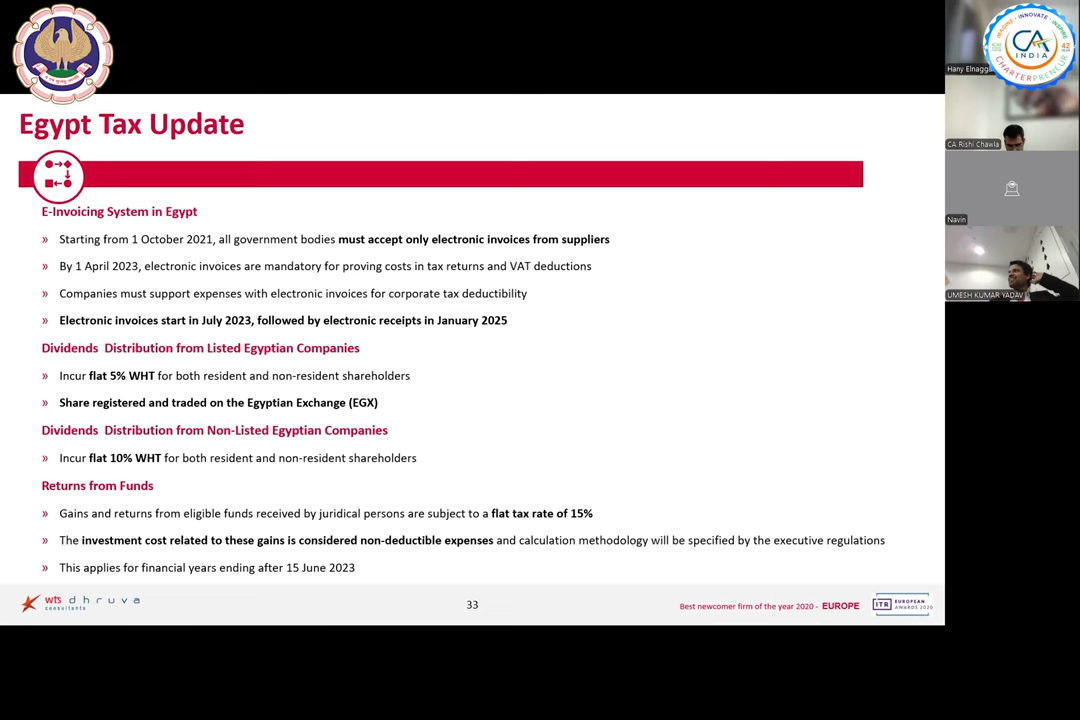 Egypt Tax Update
E-Invoicing System in Egypt
» Starting from 1 October 2021, all government bodies must accept only electronic invoices from suppliers
» By 1 April 2023, electronic invoices are mandatory for proving costs in tax returns and VAT deductions
» Companies must support expenses with electronic invoices for corporate tax deductibility
» Electronic invoices start in July 2023, followed by electronic receipts in January 2025
Dividends Distribution from Listed Egyptian Companies
» Incur flat 5% WHT for both resident and non-resident shareholders
» Share registered and traded on the Egyptian Exchange (EGX)
Dividends Distribution from Non-Listed Egyptian Companies
» Incur flat 10% WHT for both resident and non-resident shareholders
Returns from Funds
» Gains and returns from eligible funds received by juridical persons are subject to a flat tax rate of 15%
» The investment cost related to these gains is considered non-deductible expenses and calculation methodology will be specified by the executive regulations
» This applies for financial years ending after 15 June 2023
wts dhruva
consultants
33
Best newcomer firm of the year 2020 - EUROPE
ITR EUROPEAN
AWARDS 2020
IMAGINE • INNOVATE • INSPIRE
CA
INDIA
42
CHARTERPRENEUR
Hany
CA Rishi Chawla
Navin
UMESH KUMAR YADAV